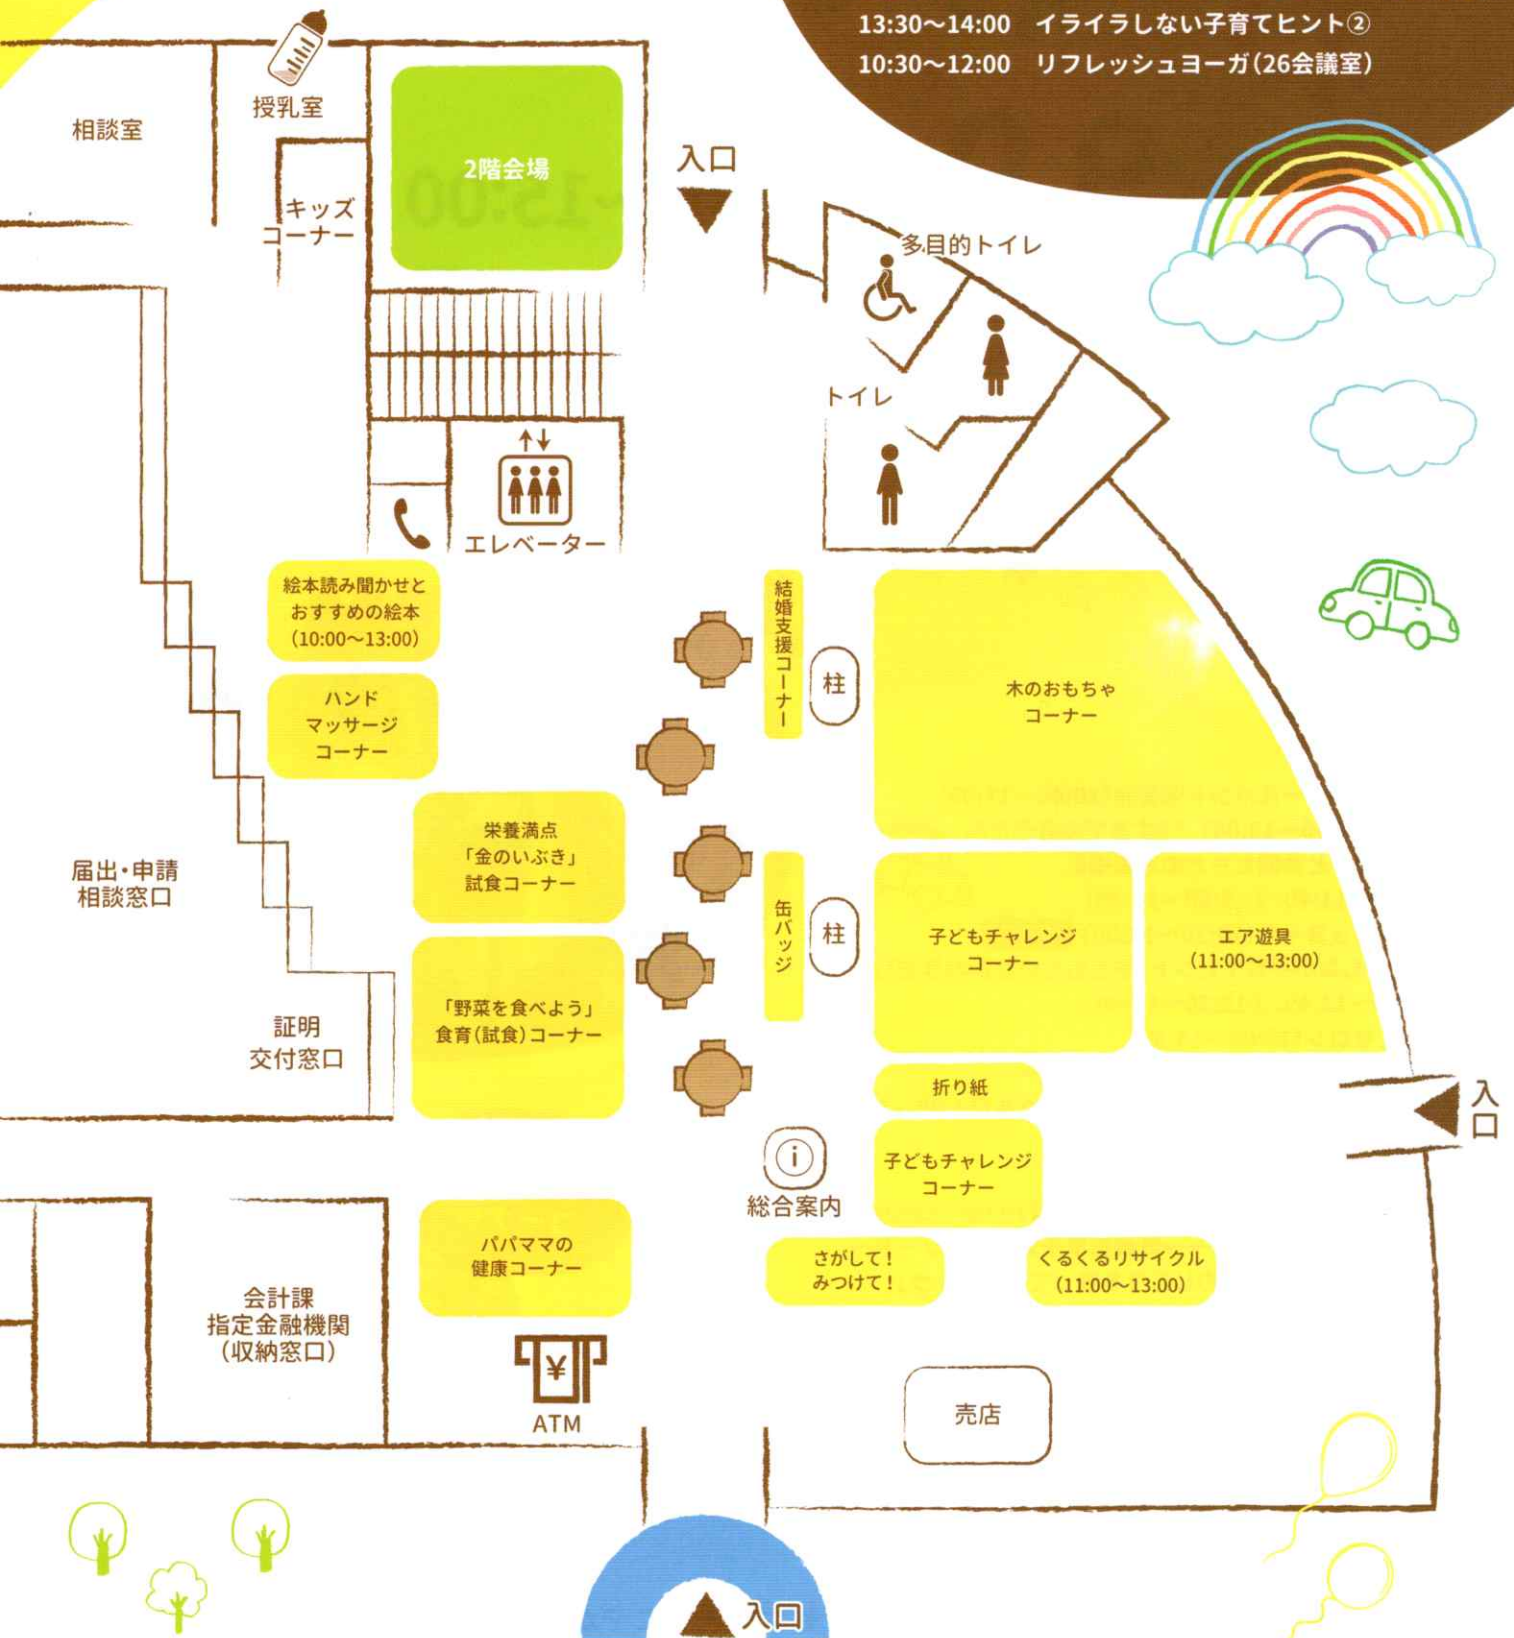 13:30〜14:00 イライラしない子育てヒント②
10:30〜12:00 リフレッシュヨーガ(26会議室)
授乳室
相談室
2階会場
入口
キッズ
コーナー
多目的トイレ
トイレ
エレベーター
絵本読み聞かせと
おすすめの絵本
(10:00〜13:00)
結婚支援コーナー
柱
木のおもちゃ
コーナー
ハンド
マッサージ
コーナー
栄養満点
「金のいぶき」
試食コーナー
届出・申請
相談窓口
缶バッジ
柱
子どもチャレンジ
コーナー
エア遊具
(11:00〜13:00)
「野菜を食べよう」
食育(試食)コーナー
証明
交付窓口
折り紙
入口
子どもチャレンジ
コーナー
i
総合案内
パパママの
健康コーナー
さがして!
みつけて!
くるくるリサイクル
(11:00〜13:00)
会計課
指定金融機関
(収納窓口)
¥
ATM
売店
入口